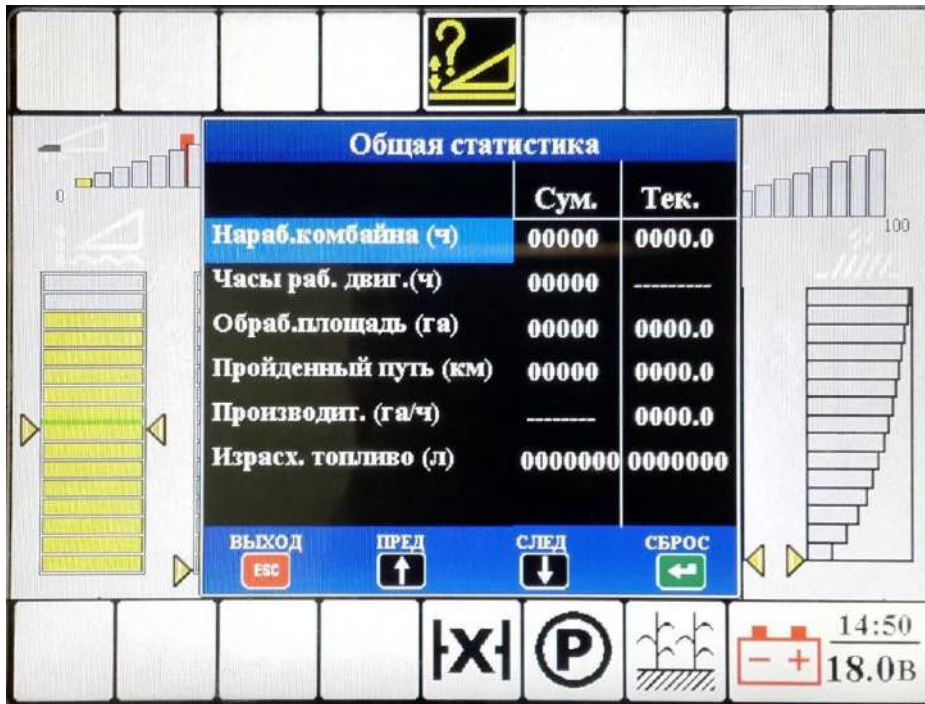 ?
Общая статистика
Сум. Тек.
Нараб.комбайна (ч) 00000 0000.0
Часы раб. двиг.(ч) 00000 ---------
Обраб.площадь (га) 00000 0000.0
Пройденный путь (км) 00000 0000.0
Производит. (га/ч) -------- 0000.0
Израсх. топливо (л) 0000000 0000000
0
100
ВЫХОД ПРЕД СЛЕД СБРОС
ESC
X P
14:50
- + 18.0В